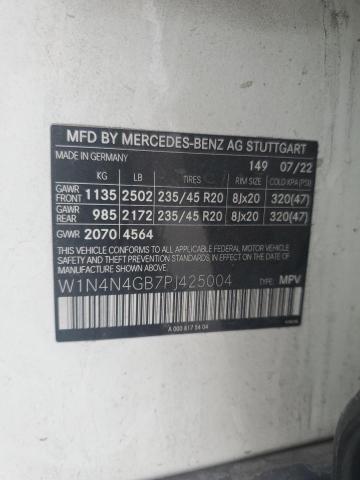 MFD BY MERCEDES-BENZ AG STUTTGART
MADE IN GERMANY 149 07/22
KG LB TIRES RIM SIZE COLD KPA (PSI)
GAWR FRONT 1135 2502 235/45 R20 8Jx20 320(47)
GAWR REAR 985 2172 235/45 R20 8Jx20 320(47)
GVWR 2070 4564
THIS VEHICLE CONFORMS TO ALL APPLICABLE U.S. FEDERAL MOTOR VEHICLE
SAFETY AND THEFT PREVENTION STANDARDS IN EFFECT ON THE DATE OF
MANUFACTURE SHOWN ABOVE.
W1N4N4GB7PJ425004 TYPE: MPV
A 000 817 54 04